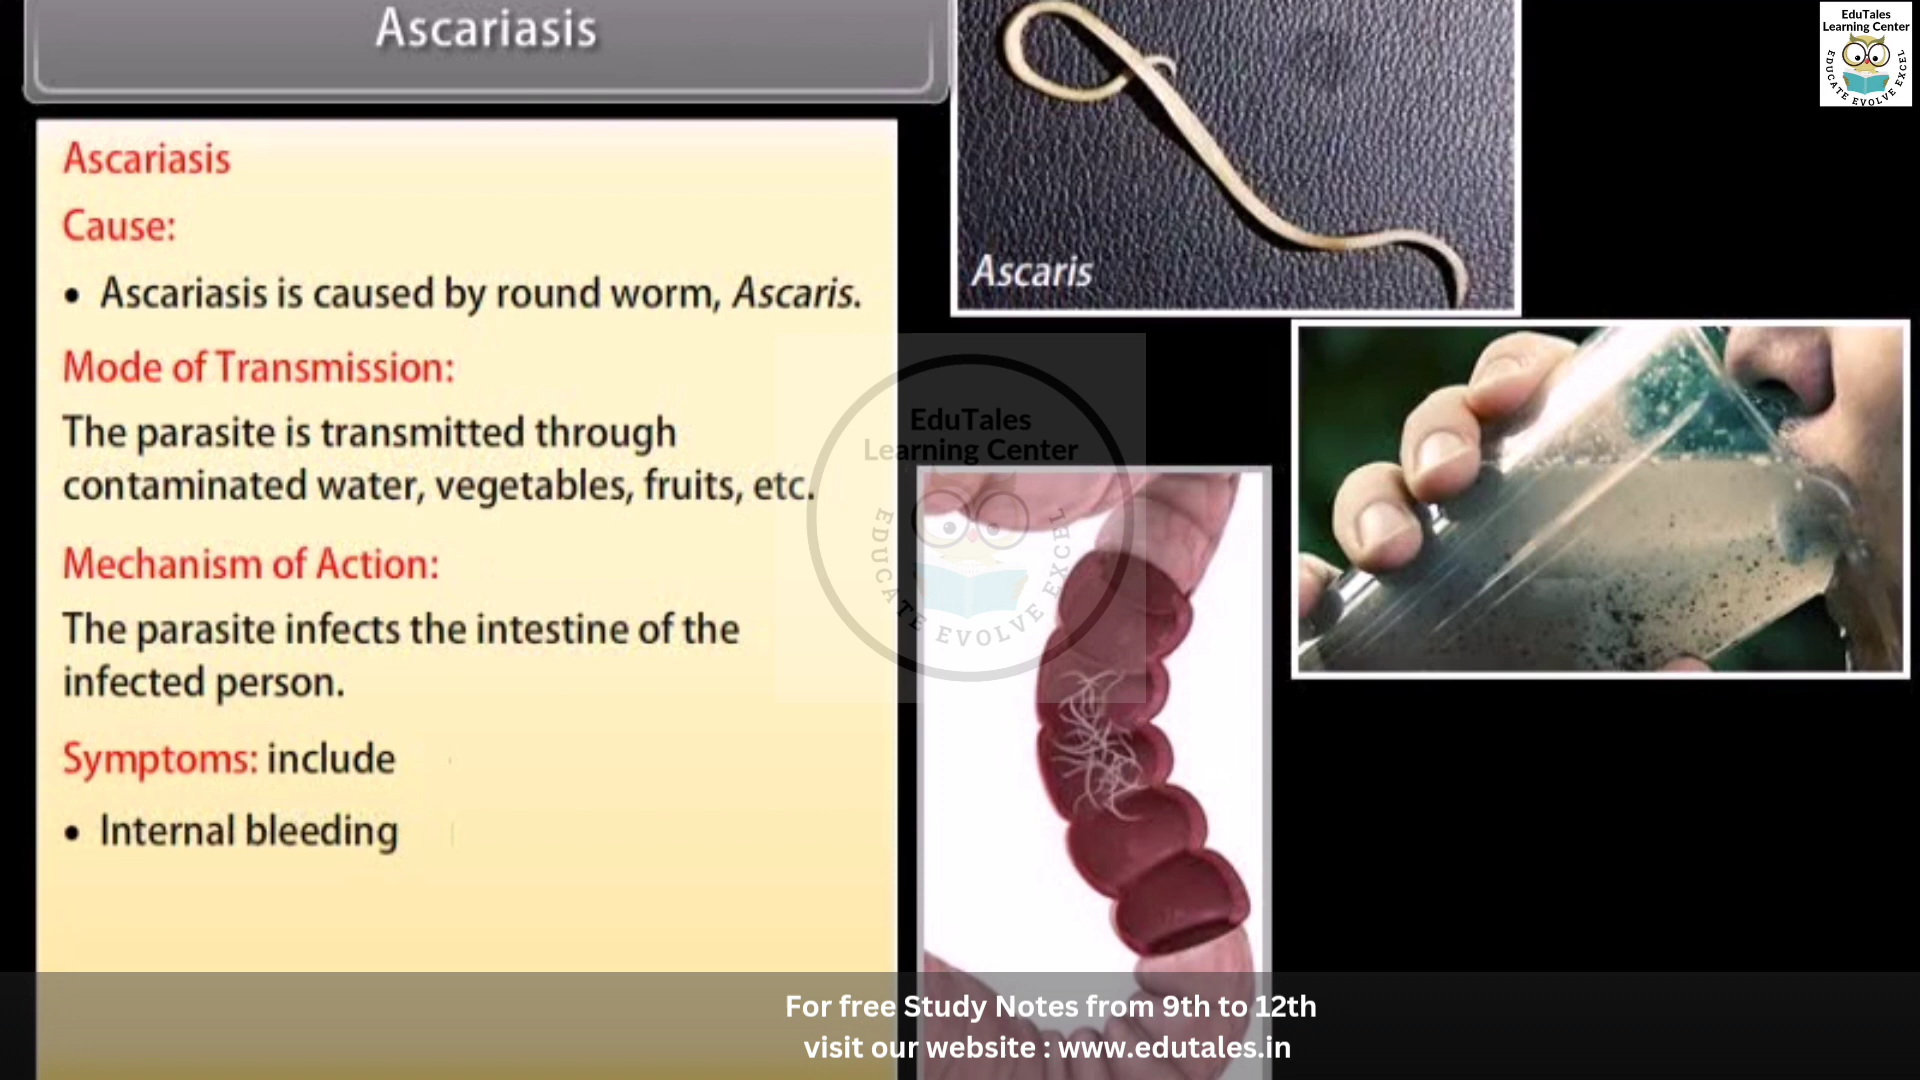 Ascariasis
EduTales
Learning Center
EDUCATE EVOLVE EXCEL
Ascariasis
Cause:
• Ascariasis is caused by round worm, Ascaris.
Mode of Transmission:
The parasite is transmitted through
contaminated water, vegetables, fruits, etc.
Mechanism of Action:
The parasite infects the intestine of the
infected person.
Symptoms: include
• Internal bleeding
Ascaris
EduTales
Learning Center
EDUCATE EVOLVE EXCEL
For free Study Notes from 9th to 12th
visit our website : www.edutales.in